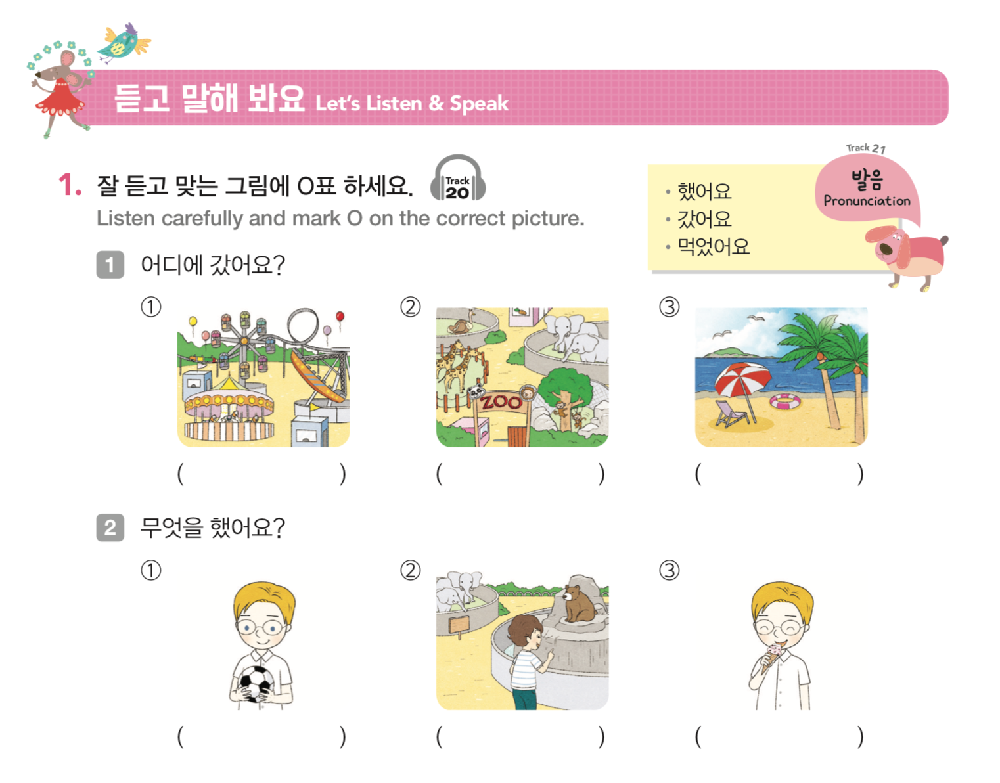 듣고 말해 봐요 Let's Listen & Speak
1. 잘 듣고 맞는 그림에 O표 하세요.
Track
20
Listen carefully and mark O on the correct picture.
Track 21
발음
Pronunciation
• 했어요
• 갔어요
• 먹었어요
1 어디에 갔어요?
① ② ③
ZOO
( ) ( ) ( )
2 무엇을 했어요?
① ② ③
( ) ( ) ( )